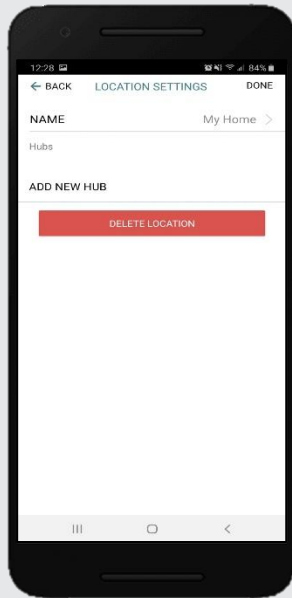 12:28 84%
← BACK LOCATION SETTINGS DONE
NAME My Home >
Hubs
ADD NEW HUB
DELETE LOCATION